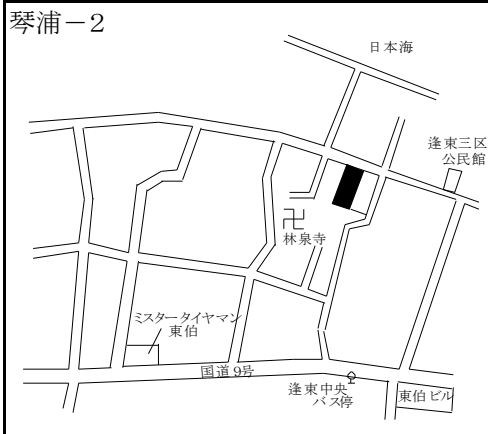 琴浦－2
日本海
逢束三区
公民館
林泉寺
ミスタータイヤマン
東伯
国道9号
逢束中央
バス停
東伯ビル